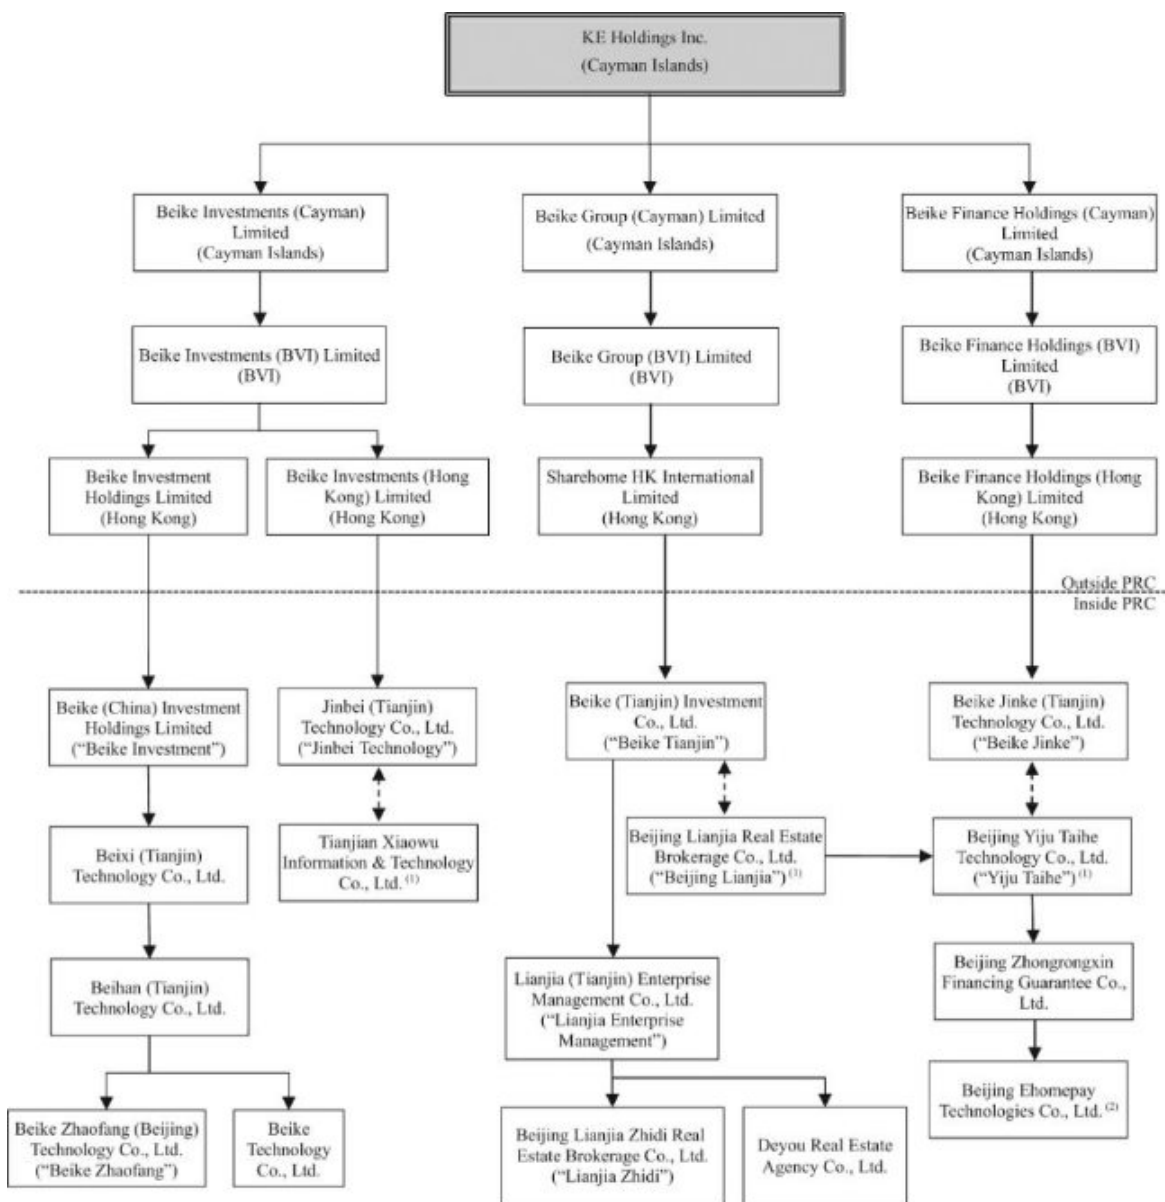 KE Holdings Inc.
(Cayman Islands)
Beike Investments (Cayman)
Limited
(Cayman Islands)
Beike Group (Cayman) Limited
(Cayman Islands)
Beike Finance Holdings (Cayman)
Limited
(Cayman Islands)
Beike Investments (BVI) Limited
(BVI)
Beike Group (BVI) Limited
(BVI)
Beike Finance Holdings (BVI)
Limited
(BVI)
Beike Investment
Holdings Limited
(Hong Kong)
Beike Investments (Hong
Kong) Limited
(Hong Kong)
Sharehome HK International
Limited
(Hong Kong)
Beike Finance Holdings (Hong
Kong) Limited
(Hong Kong)
Outside PRC
Inside PRC
Beike (China) Investment
Holdings Limited
(“Beike Investment”)
Jinbei (Tianjin)
Technology Co., Ltd.
(“Jinbei Technology”)
Beike (Tianjin) Investment
Co., Ltd.
(“Beike Tianjin”)
Beike Jinke (Tianjin)
Technology Co., Ltd.
(“Beike Jinke”)
Beixi (Tianjin)
Technology Co., Ltd.
Tianjian Xiaowu
Information & Technology
Co., Ltd. (1)
Beijing Lianjia Real Estate
Brokerage Co., Ltd.
(“Beijing Lianjia”) (1)
Beijing Yiju Taihe
Technology Co., Ltd.
(“Yiju Taihe”) (1)
Beihan (Tianjin)
Technology Co., Ltd.
Lianjia (Tianjin) Enterprise
Management Co., Ltd.
(“Lianjia Enterprise
Management”)
Beijing Zhongrongxin
Financing Guarantee Co.,
Ltd.
Beike Zhaofang (Beijing)
Technology Co., Ltd.
(“Beike Zhaofang”)
Beike
Technology
Co., Ltd.
Beijing Lianjia Zhidi Real
Estate Brokerage Co., Ltd.
(“Lianjia Zhidi”)
Deyou Real Estate
Agency Co., Ltd.
Beijing Ehomepay
Technologies Co., Ltd. (2)